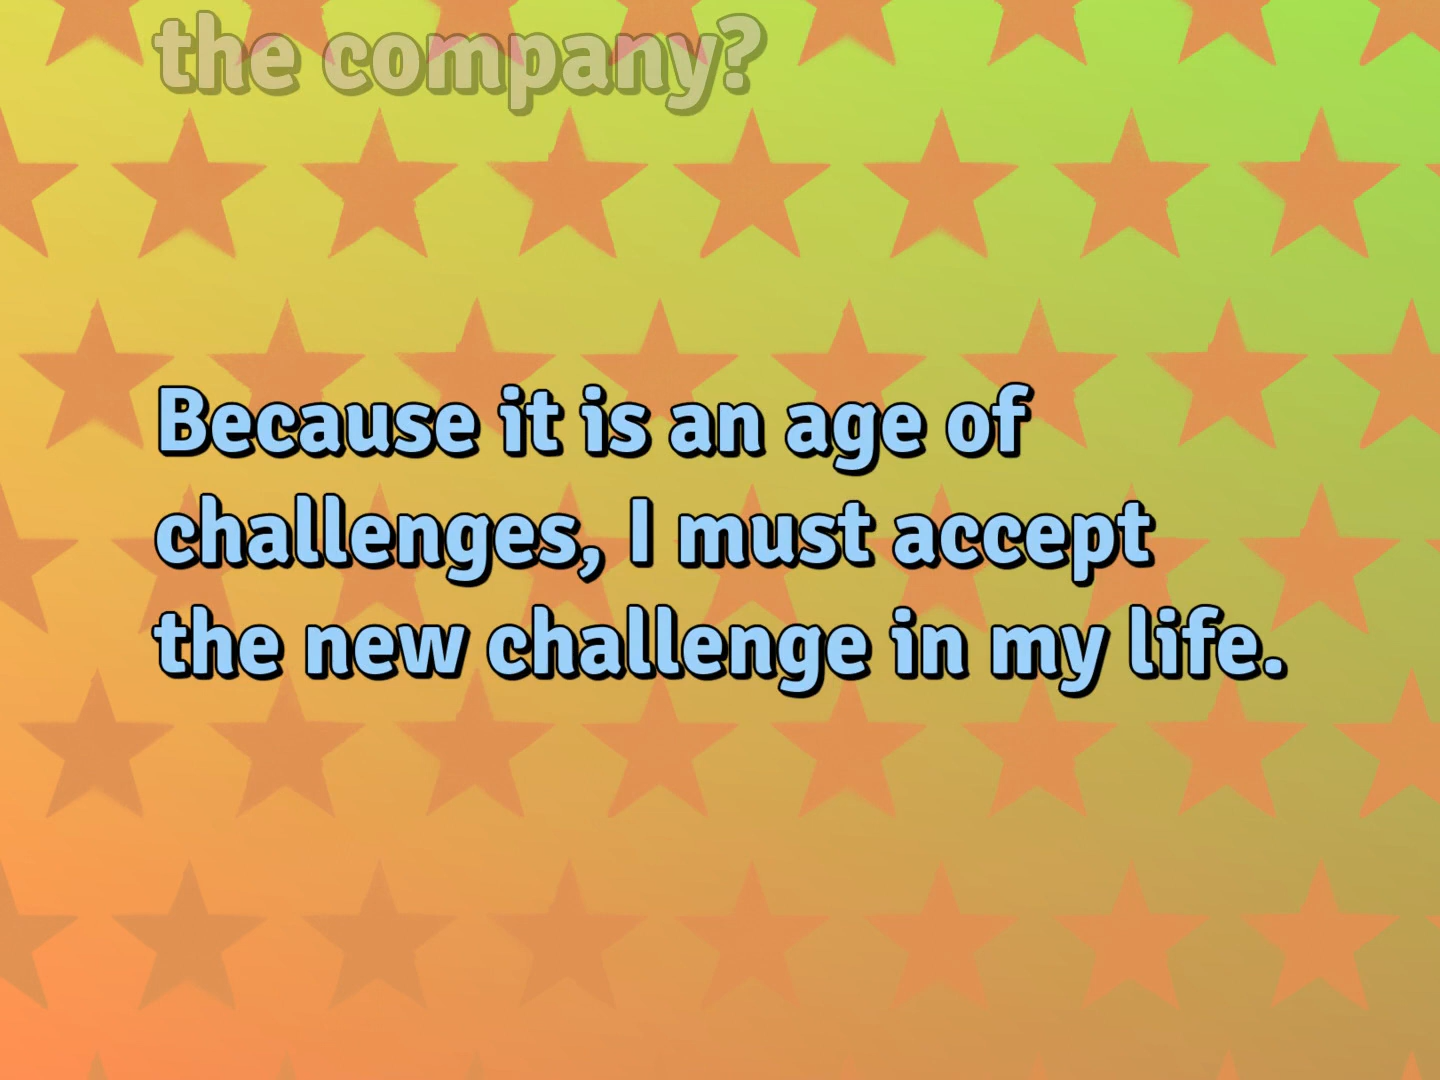 the company?
Because it is an age of
challenges, I must accept
the new challenge in my life.